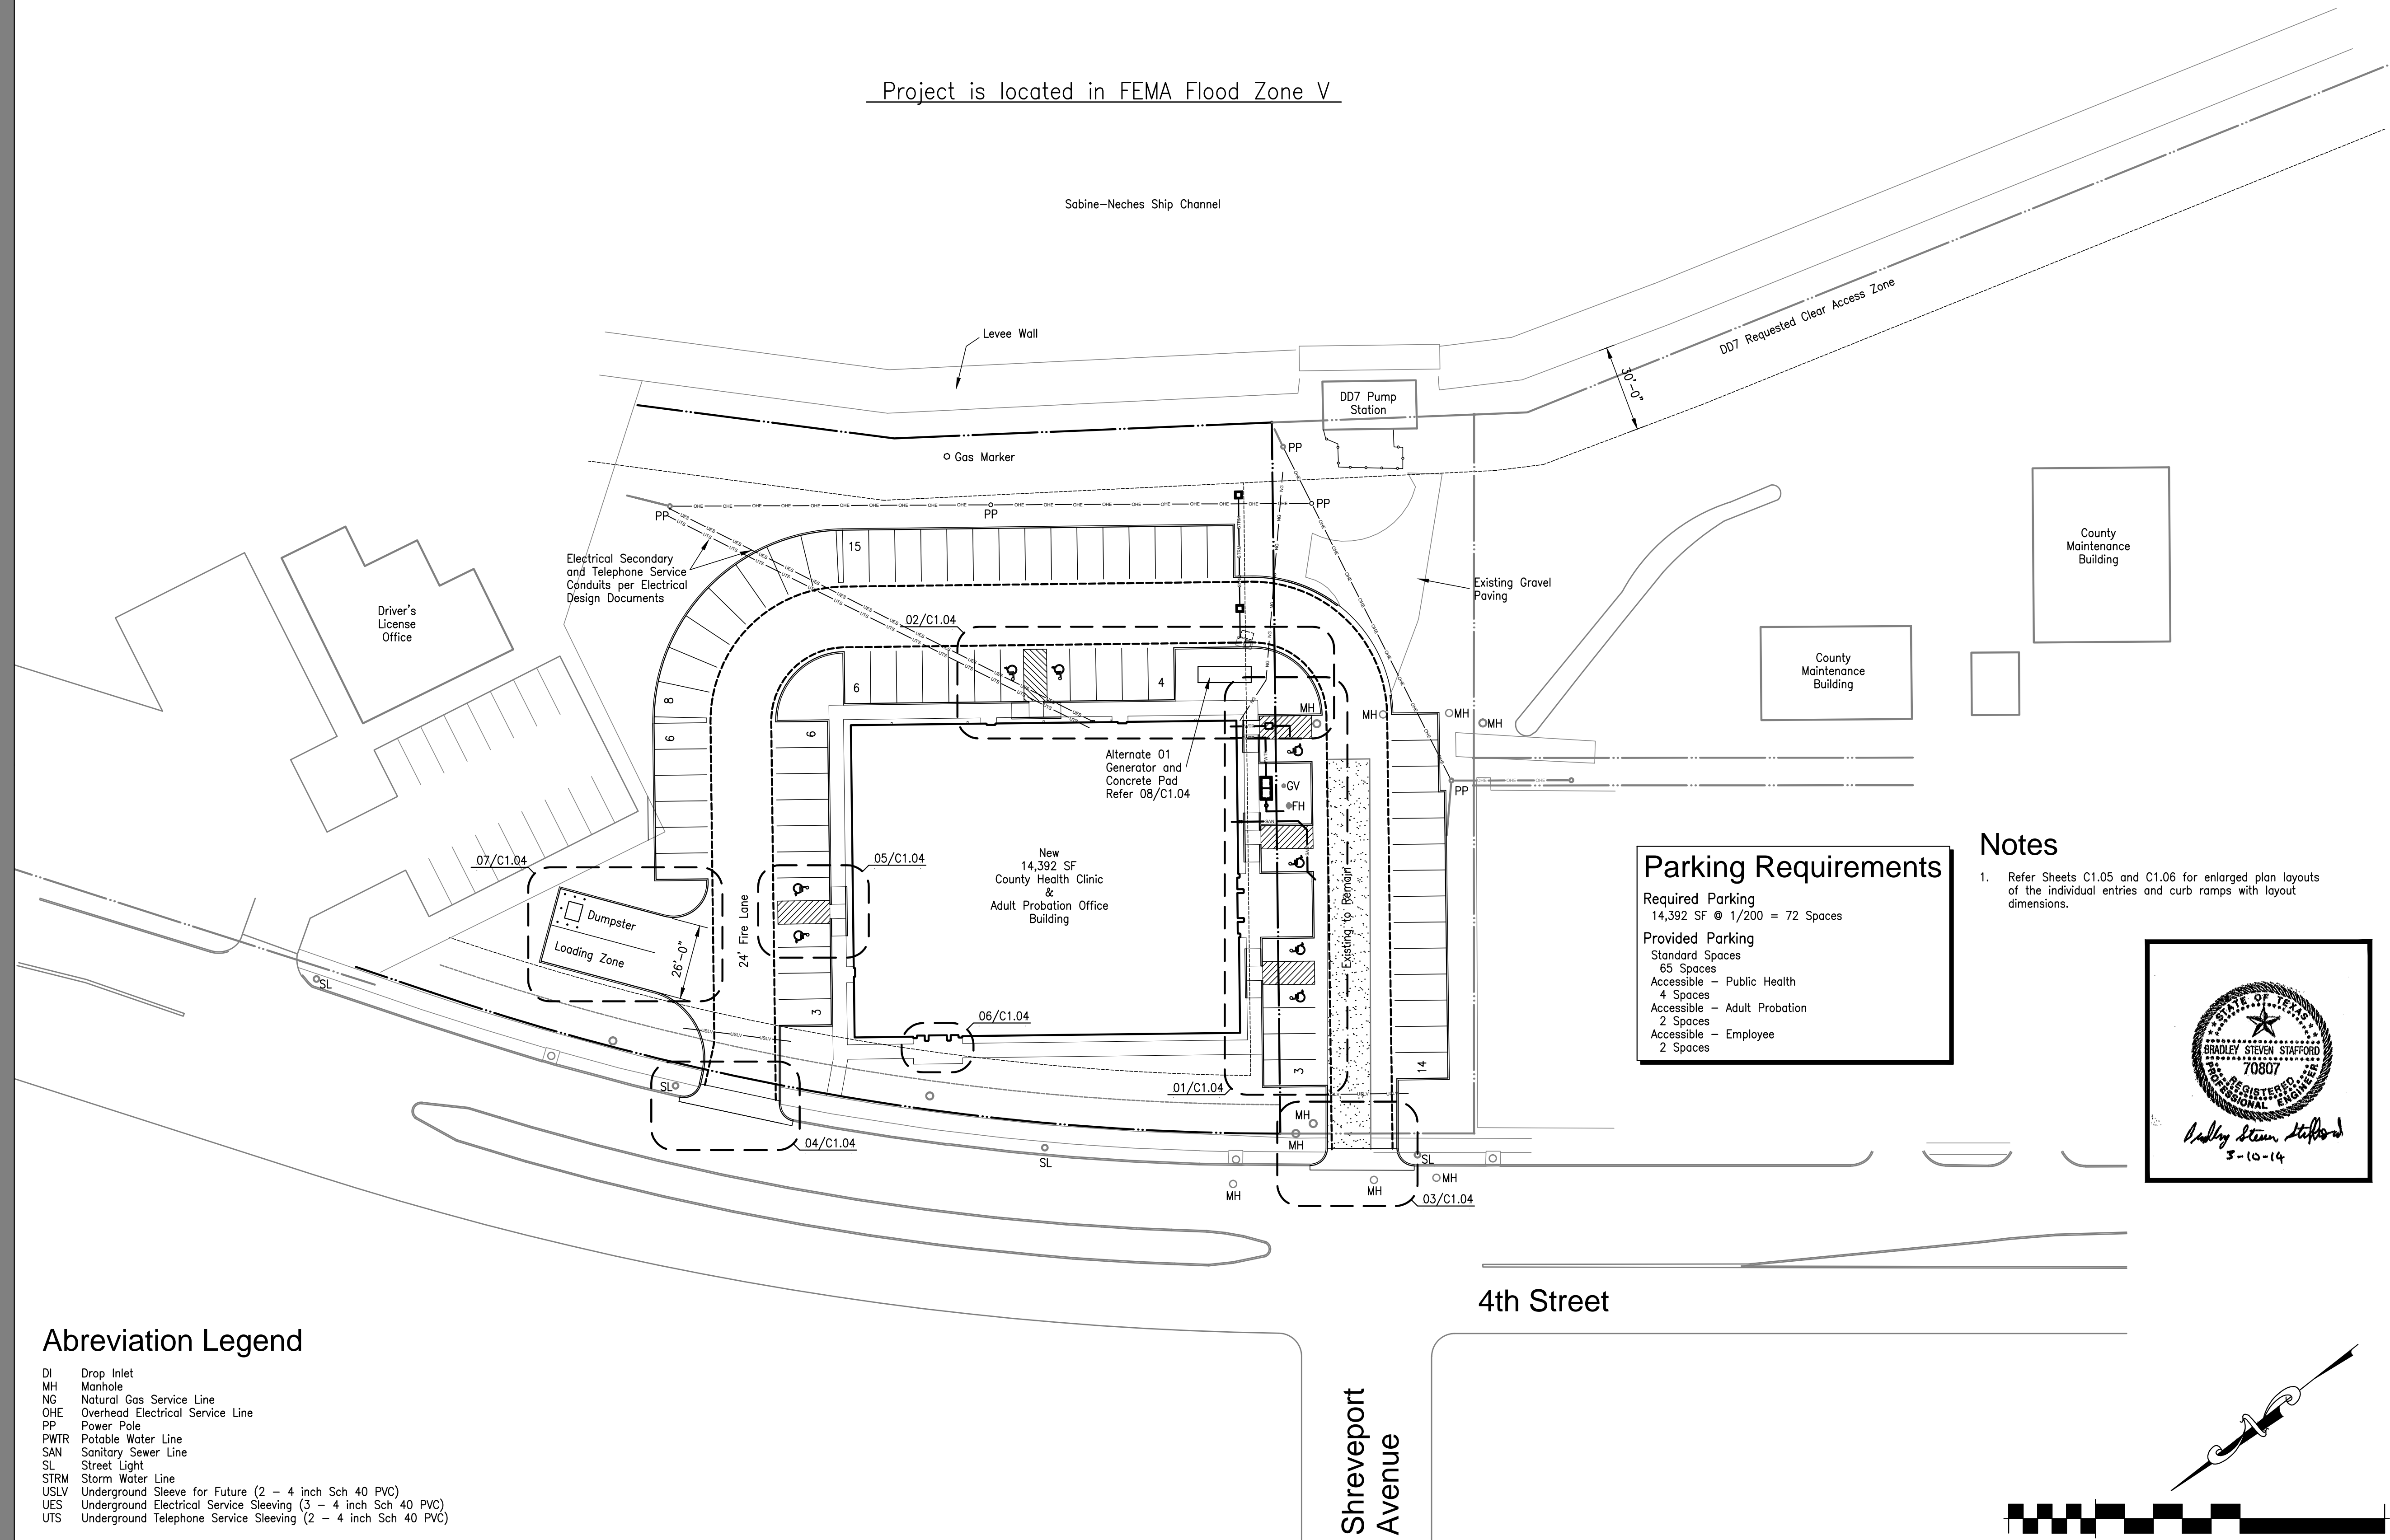 Project is located in FEMA Flood Zone V
Sabine-Neches Ship Channel
Levee Wall
DD7 Requested Clear Access Zone
30'-0"
DD7 Pump
Station
PP
Gas Marker
PP
PP
PP
Electrical Secondary
and Telephone Service
Conduits per Electrical
Design Documents
15
Existing Gravel
Paving
County
Maintenance
Building
Driver's
License
Office
02/C1.04
County
Maintenance
Building
8
6
6
4
6
MH
MH
MH
MH
Alternate 01
Generator and
Concrete Pad
Refer 08/C1.04
GV
FH
PP
07/C1.04
05/C1.04
New
14,392 SF
County Health Clinic
&
Adult Probation Office
Building
24' Fire Lane
Existing to Remain
Dumpster
Loading Zone
26'-0"
SL
3
06/C1.04
3
14
01/C1.04
SL
04/C1.04
MH
MH
SL
SL
MH
MH
MH
03/C1.04
Parking Requirements
Required Parking
14,392 SF @ 1/200 = 72 Spaces
Provided Parking
Standard Spaces
65 Spaces
Accessible - Public Health
4 Spaces
Accessible - Adult Probation
2 Spaces
Accessible - Employee
2 Spaces
Notes
1. Refer Sheets C1.05 and C1.06 for enlarged plan layouts
of the individual entries and curb ramps with layout
dimensions.
STATE OF TEXAS
BRADLEY STEVEN STAFFORD
70807
REGISTERED
PROFESSIONAL ENGINEER
Bradley Steven Stafford
3-10-14
4th Street
Shreveport
Avenue
Abreviation Legend
DI Drop Inlet
MH Manhole
NG Natural Gas Service Line
OHE Overhead Electrical Service Line
PP Power Pole
PWTR Potable Water Line
SAN Sanitary Sewer Line
SL Street Light
STRM Storm Water Line
USLV Underground Sleeve for Future (2 - 4 inch Sch 40 PVC)
UES Underground Electrical Service Sleeving (3 - 4 inch Sch 40 PVC)
UTS Underground Telephone Service Sleeving (2 - 4 inch Sch 40 PVC)